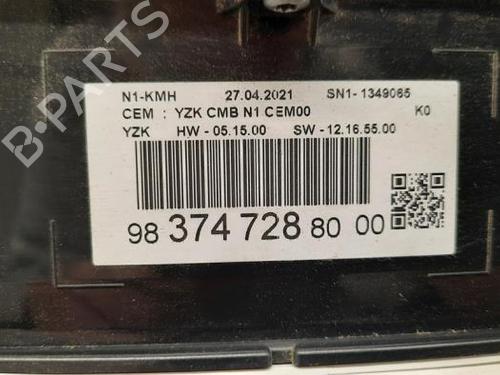 N1-KMH 27.04.2021 SN1- 1349065
CEM : YZK CMB N1 CEM00 K0
YZK HW - 05.15.00 SW - 12.16.55.00
98 374 728 80 00
B-PARTS